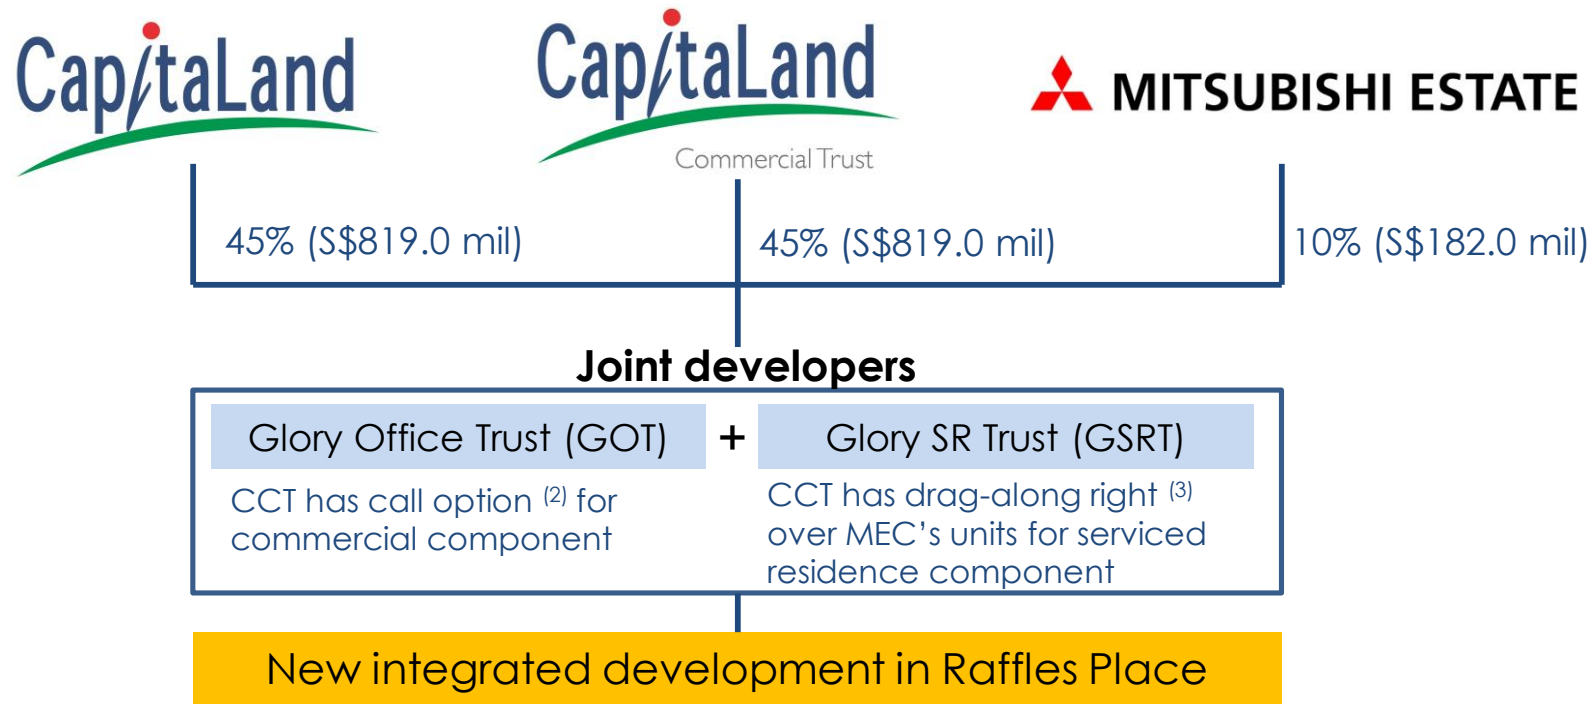 CapitaLand
CapitaLand
Commercial Trust
MITSUBISHI ESTATE
45% (S$819.0 mil)
45% (S$819.0 mil)
10% (S$182.0 mil)
Joint developers
Glory Office Trust (GOT)
+
Glory SR Trust (GSRT)
CCT has call option (2) for
commercial component
CCT has drag-along right (3)
over MEC’s units for serviced
residence component
New integrated development in Raffles Place